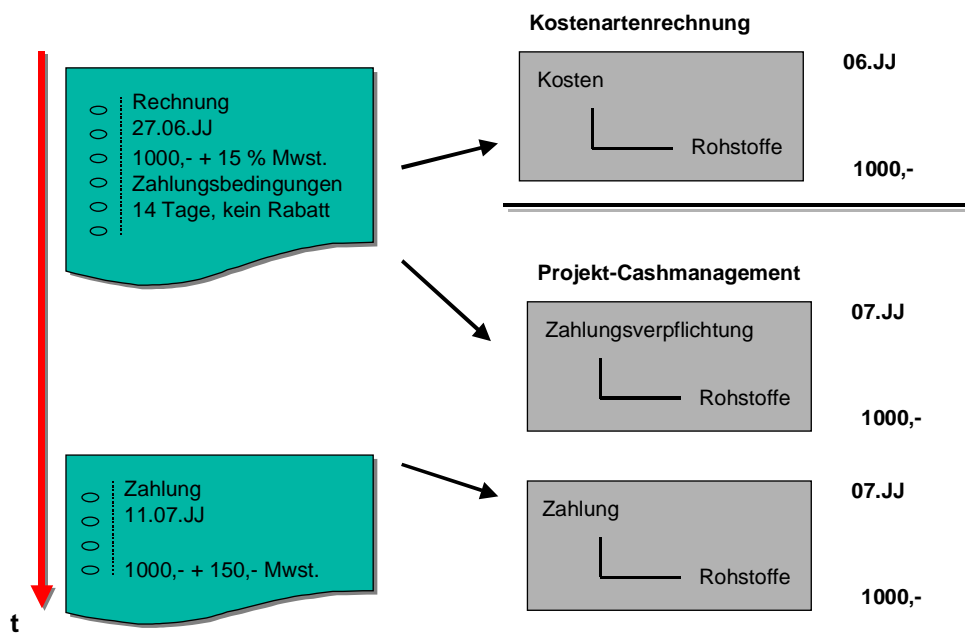 Kostenartenrechnung
Rechnung
27.06.JJ
1000,- + 15 % Mwst.
Zahlungsbedingungen
14 Tage, kein Rabatt
Kosten
Rohstoffe
06.JJ
1000,-
Projekt-Cashmanagement
Zahlungsverpflichtung
Rohstoffe
07.JJ
1000,-
Zahlung
11.07.JJ
1000,- + 150,- Mwst.
Zahlung
Rohstoffe
07.JJ
1000,-
t